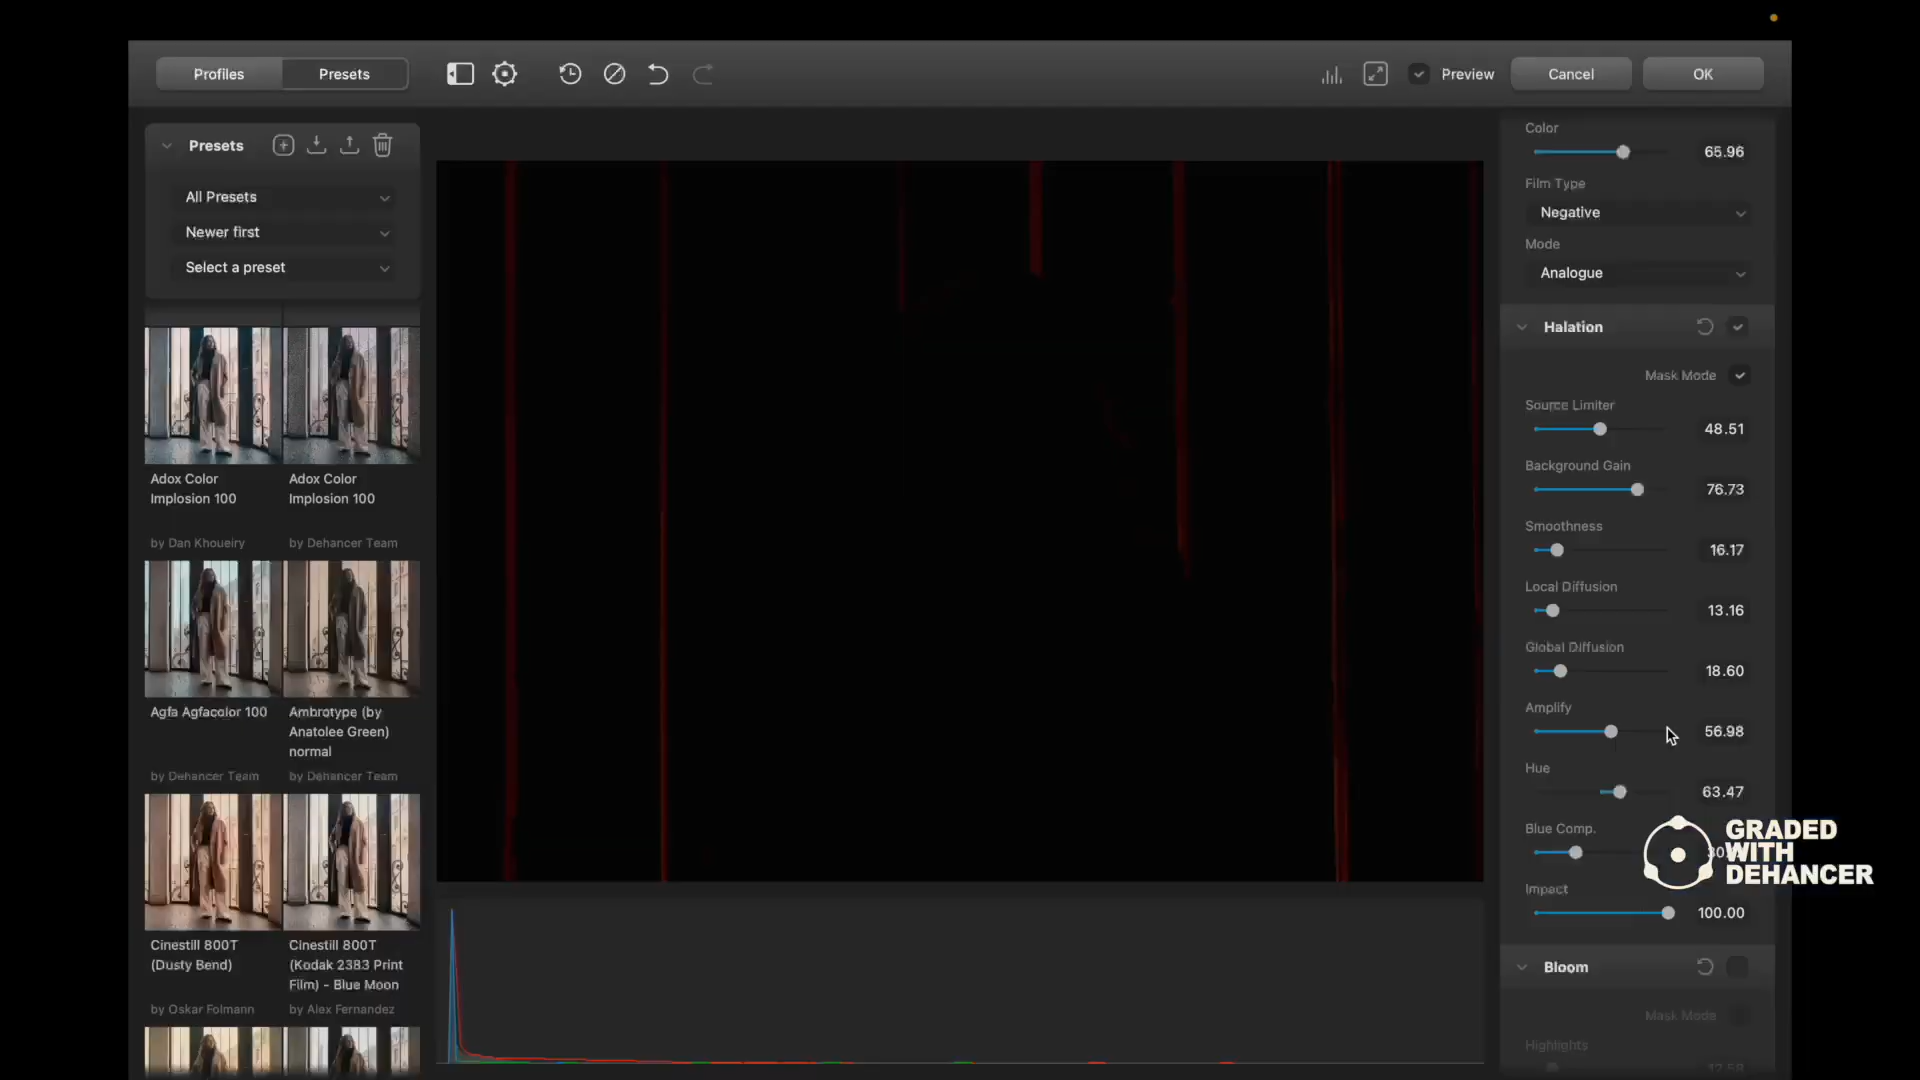 Profiles
Presets
Preview
Cancel
OK
Presets
All Presets
Newer first
Select a preset
Adox Color
Implosion 100
by Dan Khoueiry
Adox Color
Implosion 100
by Dehancer Team
Agfa Agfacolor 100
by Dehancer Team
Ambrotype (by
Anatolee Green)
normal
by Dehancer Team
Cinestill 800T
(Dusty Bend)
by Oskar Folmann
Cinestill 800T
(Kodak 2383 Print
Film) - Blue Moon
by Alex Fernandez
Color
65.96
Film Type
Negative
Mode
Analogue
Halation
Mask Mode
Source Limiter
48.51
Background Gain
76.73
Smoothness
16.17
Local Diffusion
13.16
Global Diffusion
18.60
Amplify
56.98
Hue
63.47
Blue Comp.
Impact
100.00
Bloom
Mask Mode
Highlights
GRADED
WITH
DEHANCER